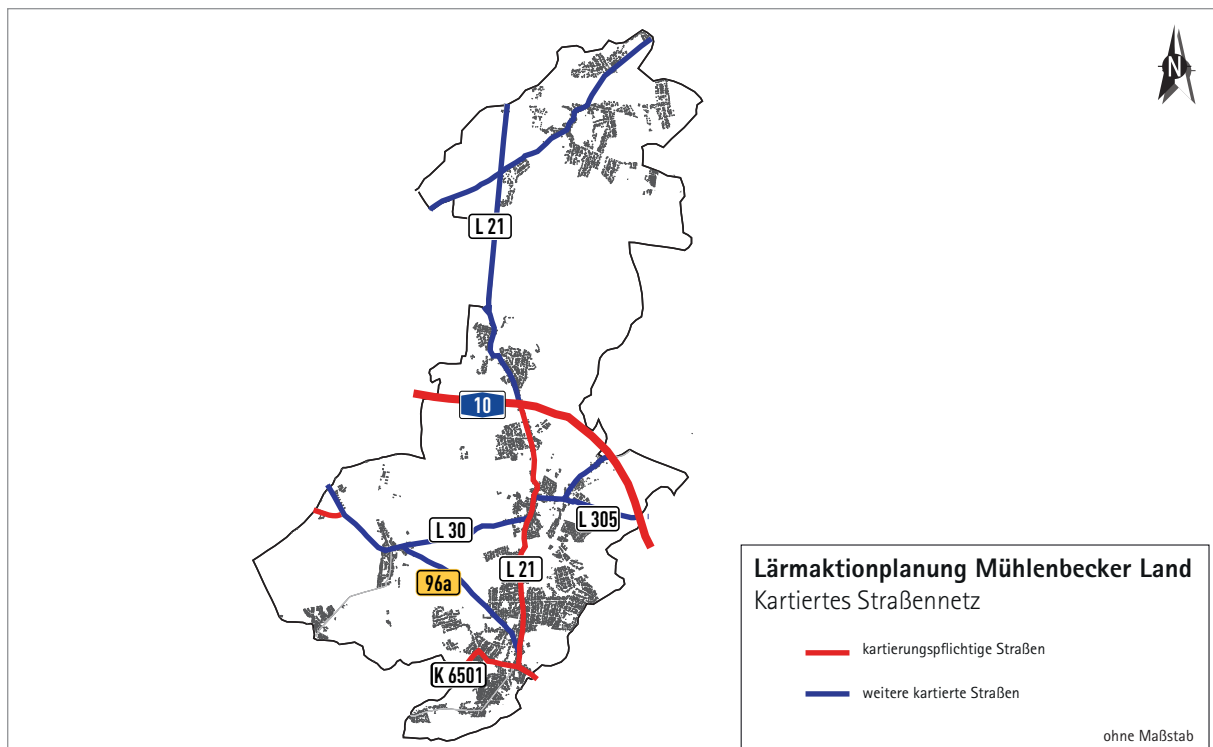 N
L 21
10
L 305
L 30
L 21
96a
K 6501
Lärmaktionplanung Mühlenbecker Land
Kartiertes Straßennetz
kartierungspflichtige Straßen
weitere kartierte Straßen
ohne Maßstab